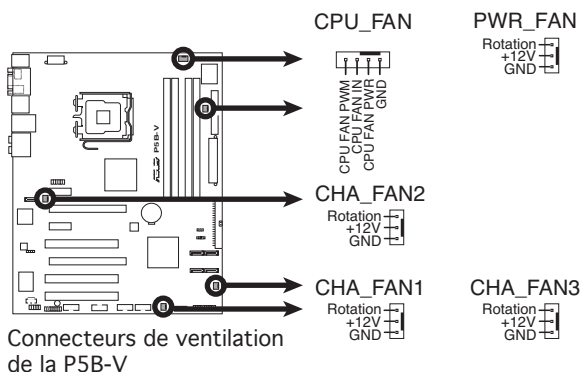 CPU_FAN
PWR_FAN
Rotation
+12V
GND
CPU FAN PWM
CPU FAN IN
CPU FAN PWR
GND
P5B-V
CHA_FAN2
Rotation
+12V
GND
CHA_FAN1
Rotation
+12V
GND
CHA_FAN3
Rotation
+12V
GND
Connecteurs de ventilation
de la P5B-V